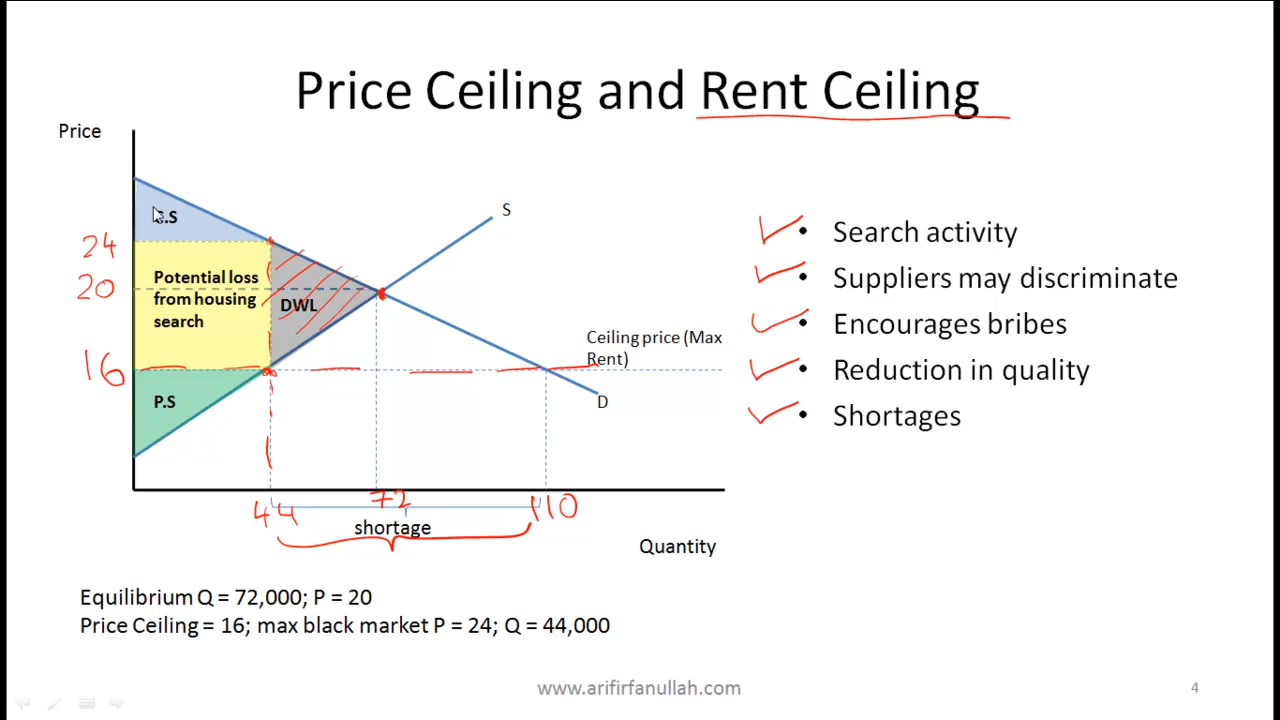 Price Ceiling and Rent Ceiling
Price
S
24
20
16
Potential loss
from housing
search
DWL
P.S
Ceiling price (Max
Rent)
D
44
72
110
shortage
Quantity
• Search activity
• Suppliers may discriminate
• Encourages bribes
• Reduction in quality
• Shortages
Equilibrium Q = 72,000; P = 20
Price Ceiling = 16; max black market P = 24; Q = 44,000
www.arifirfanullah.com
4